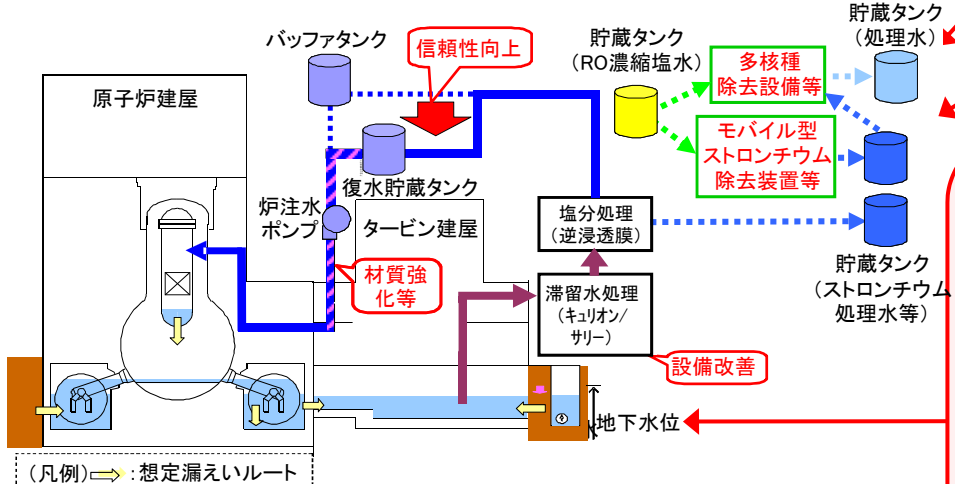 バッファタンク
信頼性向上
貯蔵タンク
(RO濃縮塩水)
多核種
除去設備等
貯蔵タンク
(処理水)
原子炉建屋
モバイル型
ストロンチウム
除去装置等
復水貯蔵タンク
炉注水
ポンプ
タービン建屋
塩分処理
(逆浸透膜)
材質強
化等
滞留水処理
(キュリオン/
サリー)
貯蔵タンク
(ストロンチウム
処理水等)
設備改善
地下水位
(凡例) :想定漏えいルート